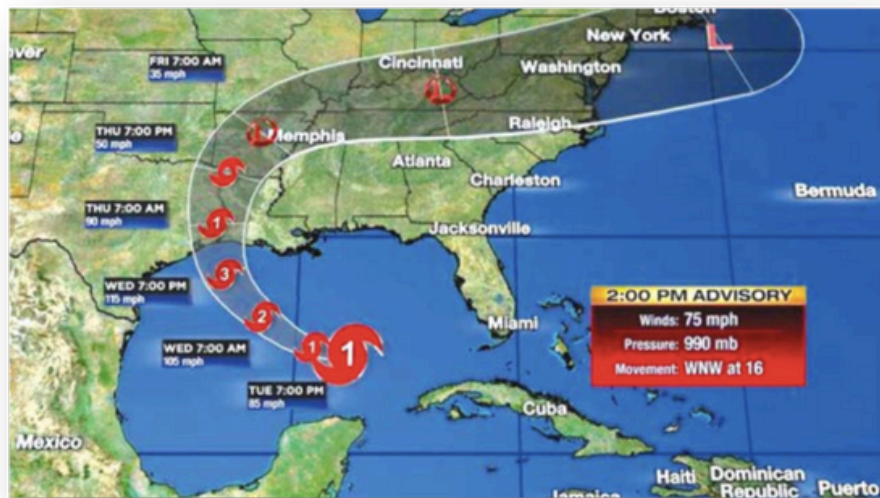 Boston
New York
FRI 7:00 AM
35 mph
Cincinnati
Washington
THU 7:00 PM
50 mph
Memphis
Raleigh
Atlanta
Charleston
Bermuda
THU 7:00 AM
90 mph
1
Jacksonville
3
WED 7:00 PM
115 mph
2
2:00 PM ADVISORY
Winds: 75 mph
Pressure: 990 mb
Movement: WNW at 16
Miami
1
1
WED 7:00 AM
105 mph
TUE 7:00 PM
85 mph
Cuba
Mexico
Haiti
Dominican
Republic
Puerto
Jamaica
L
L
L